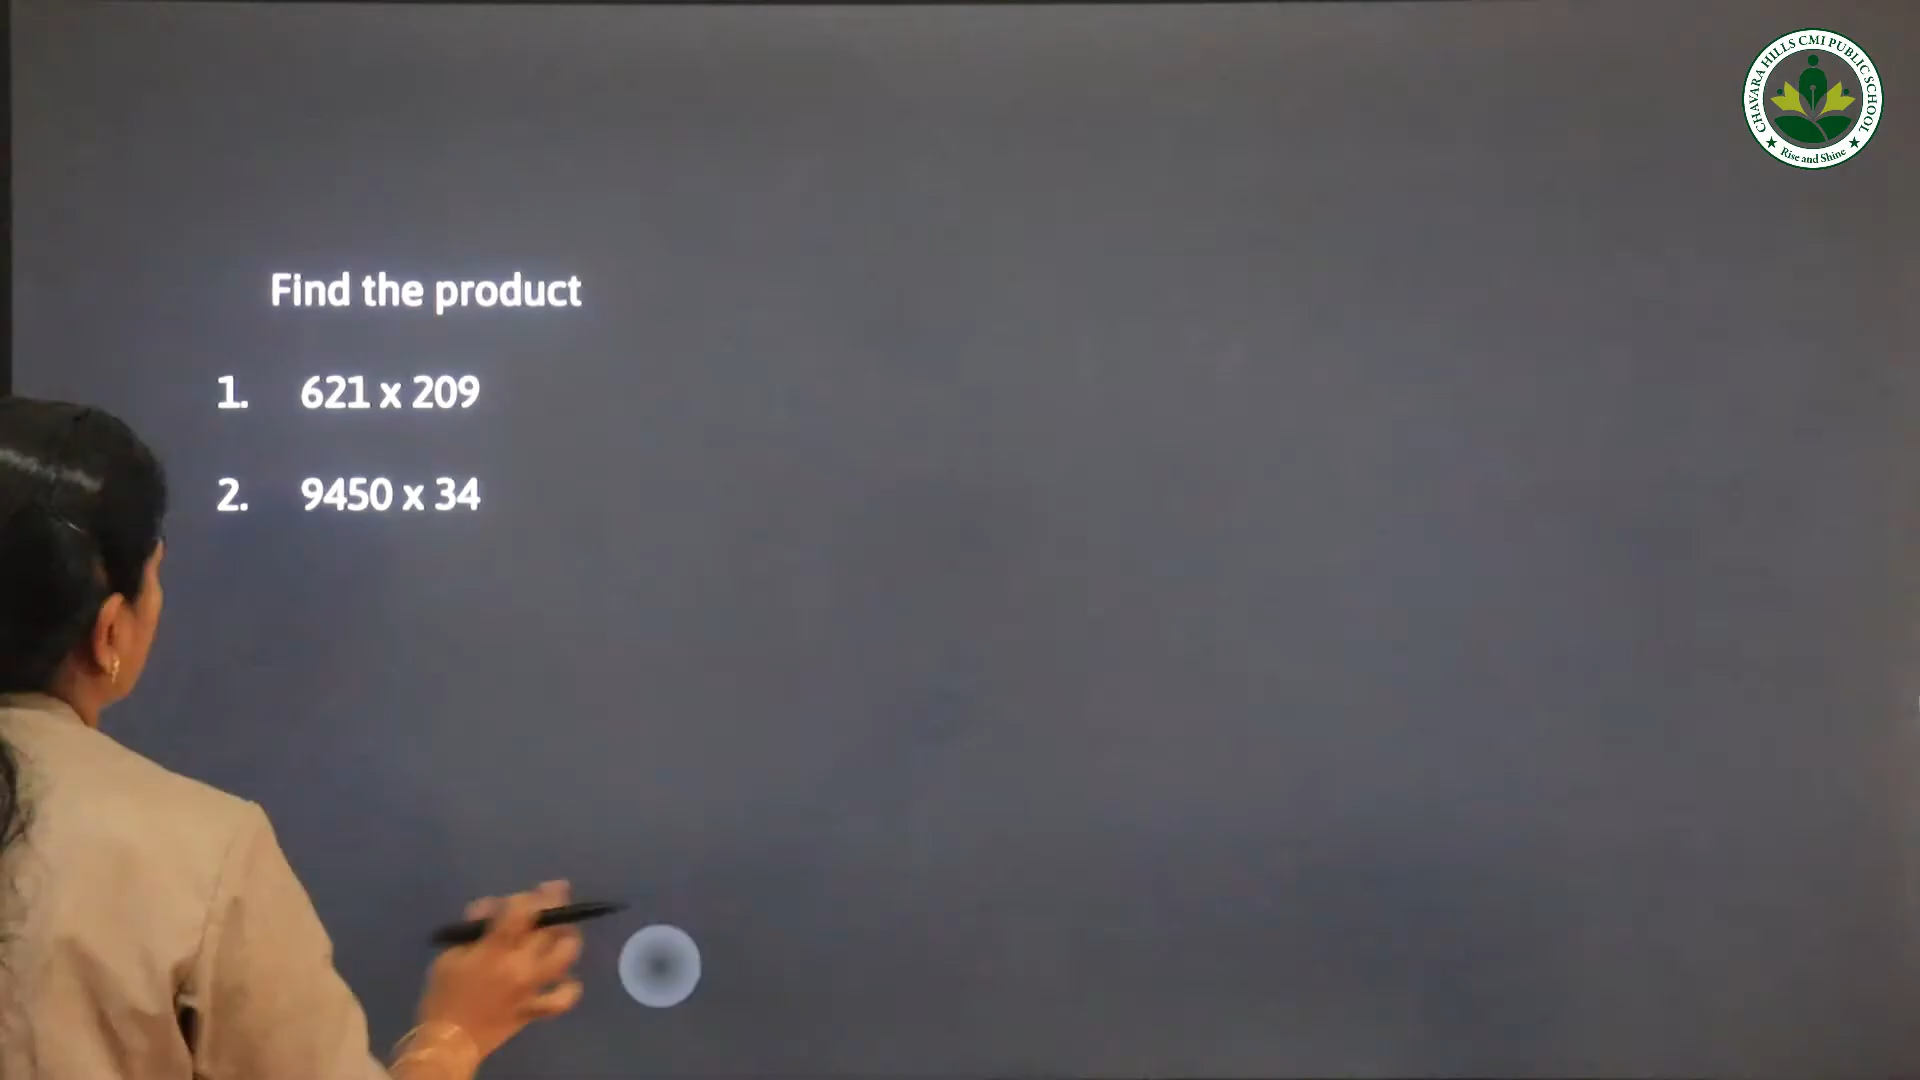 CHAVARA HILLS CMI PUBLIC SCHOOL
Rise and Shine
Find the product
1. 621 x 209
2. 9450 x 34